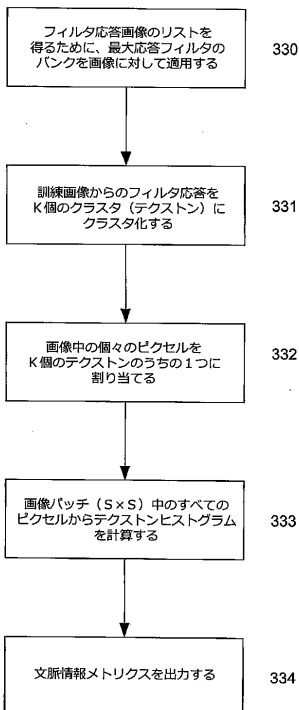 フィルタ応答画像のリストを
得るために、最大応答フィルタの
バンクを画像に対して適用する
330
訓練画像からのフィルタ応答を
K個のクラスタ（テクストン）に
クラスタ化する
331
画像中の個々のピクセルを
K個のテクストンのうちの１つに
割り当てる
332
画像パッチ（S×S）中のすべての
ピクセルからテクストンヒストグラム
を計算する
333
文脈情報メトリクスを出力する
334